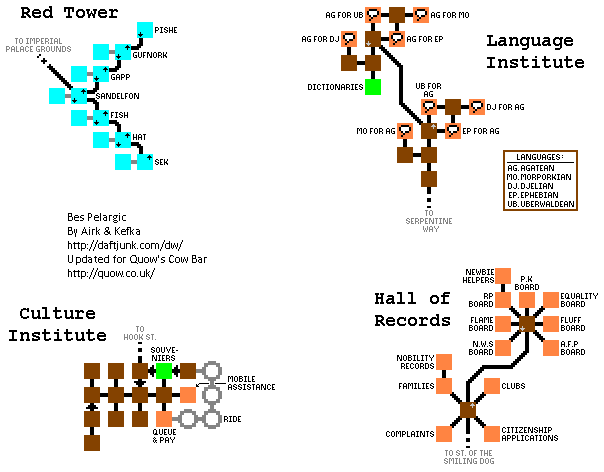 Red Tower
TO IMPERIAL
PALACE GROUNDS
PISHE
GUFNORK
GAPP
SANDELFON
FISH
HAT
SEK
Language
Institute
AG FOR UB
AG FOR MO
AG FOR DJ
AG FOR EP
DICTIONARIES
UB FOR
AG
DJ FOR AG
MO FOR AG
EP FOR AG
TO
SERPENTINE
WAY
LANGUAGES:
AG.AGATEAN
MO.MORPORKIAN
DJ.DJELIAN
EP.EPHEBIAN
UB.UBERWALDEAN
Bes Pelargic
By Airk & Kefka
http://daftjunk.com/dw/
Updated for Quow's Cow Bar
http://quow.co.uk/
Culture
Institute
TO
HOOK ST.
SOUVE-
NIERS
MOBILE
ASSISTANCE
RIDE
QUEUE
& PAY
Hall of
Records
NEWBIE
HELPERS
P.K
BOARD
RP
BOARD
EQUALITY
BOARD
FLAME
BOARD
FLUFF
BOARD
N.W.S
BOARD
A.F.P
BOARD
NOBILITY
RECORDS
FAMILIES
CLUBS
COMPLAINTS
CITIZENSHIP
APPLICATIONS
TO ST. OF THE
SMILING DOG